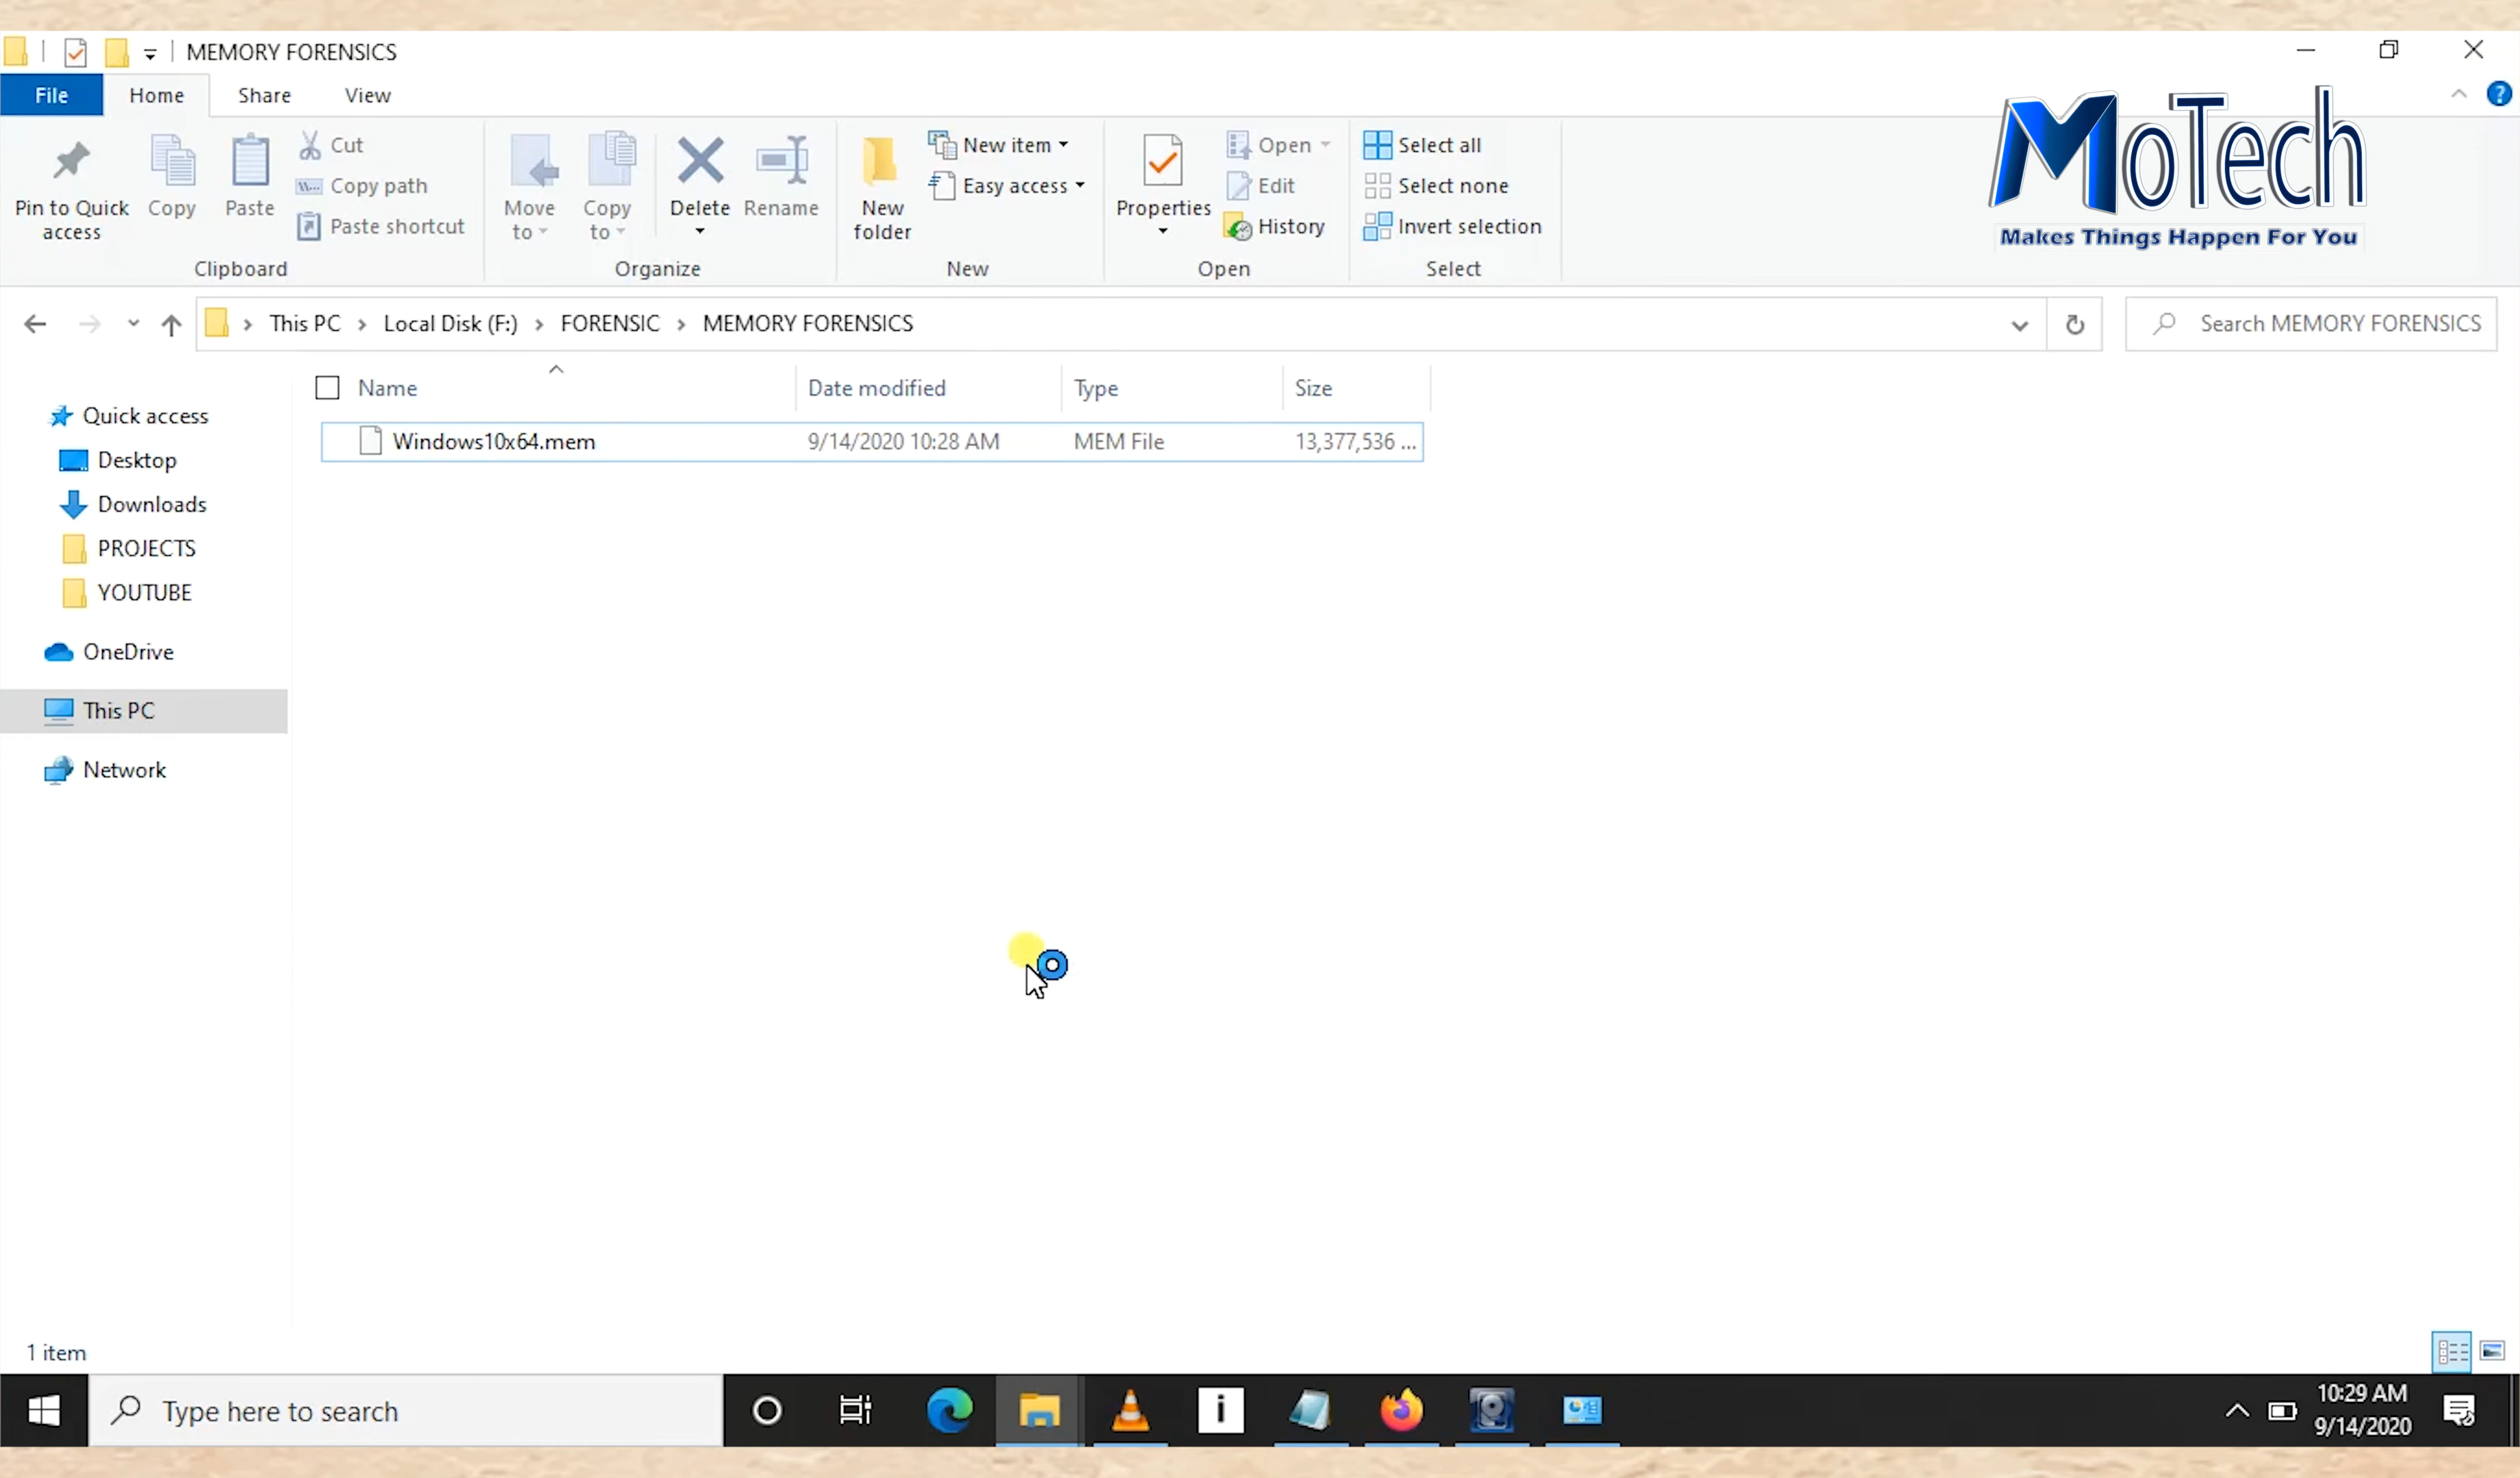 MEMORY FORENSICS
File Home Share View
MoTech
Makes Things Happen For You
Pin to Quick access
Copy
Paste
Cut
Copy path
Paste shortcut
Clipboard
Move to
Copy to
Delete
Rename
Organize
New folder
New item
Easy access
New
Properties
Open
Edit
History
Open
Select all
Select none
Invert selection
Select
This PC > Local Disk (F:) > FORENSIC > MEMORY FORENSICS
Search MEMORY FORENSICS
Name Date modified Type Size
Windows10x64.mem 9/14/2020 10:28 AM MEM File 13,377,536 ...
Quick access
Desktop
Downloads
PROJECTS
YOUTUBE
OneDrive
This PC
Network
1 item
Type here to search
10:29 AM
9/14/2020